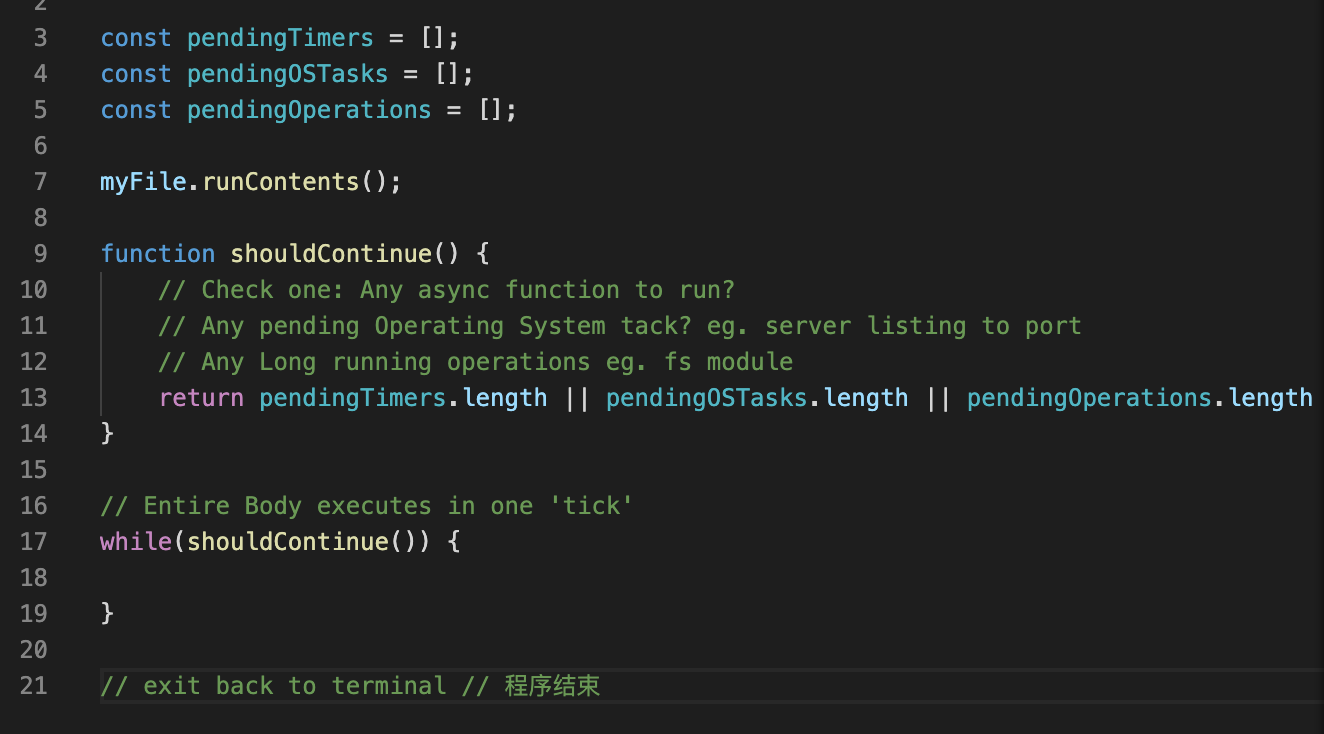 2
3 const pendingTimers = [];
4 const pendingOSTasks = [];
5 const pendingOperations = [];
6
7 myFile.runContents();
8
9 function shouldContinue() {
10 // Check one: Any async function to run?
11 // Any pending Operating System tack? eg. server listing to port
12 // Any Long running operations eg. fs module
13 return pendingTimers.length || pendingOSTasks.length || pendingOperations.length
14 }
15
16 // Entire Body executes in one 'tick'
17 while(shouldContinue()) {
18
19 }
20
21 // exit back to terminal // 程序结束